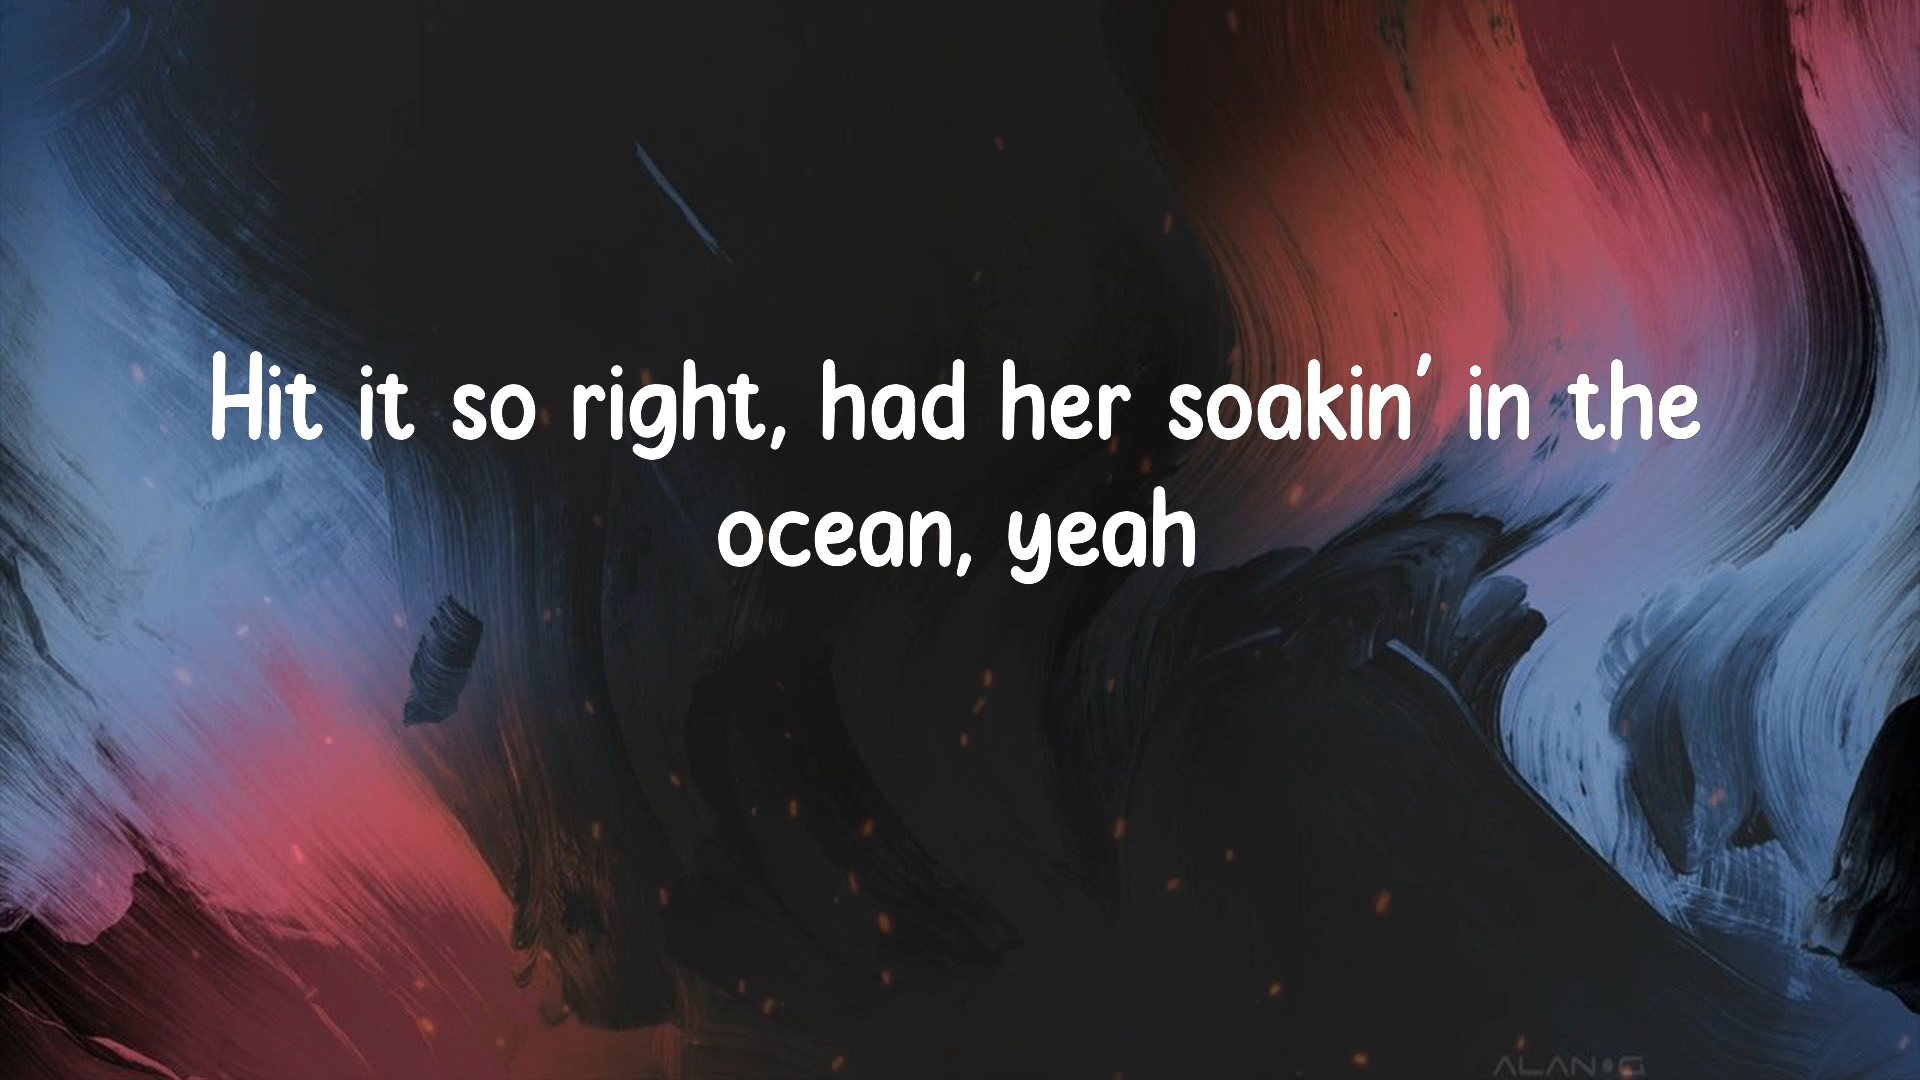 Hit it so right, had her soakin' in the
ocean, yeah
ALAN G